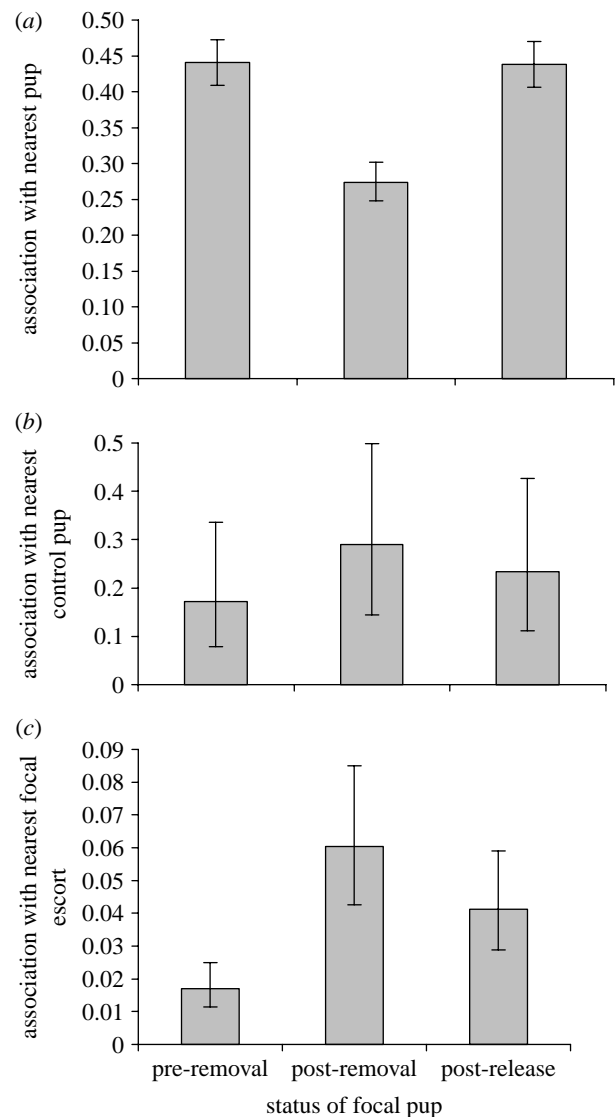 (a)
association with nearest pup
0.50
0.45
0.40
0.35
0.30
0.25
0.20
0.15
0.10
0.05
0
(b)
association with nearest
control pup
0.5
0.4
0.3
0.2
0.1
0
(c)
association with nearest focal
escort
0.09
0.08
0.07
0.06
0.05
0.04
0.03
0.02
0.01
0
pre-removal post-removal post-release
status of focal pup